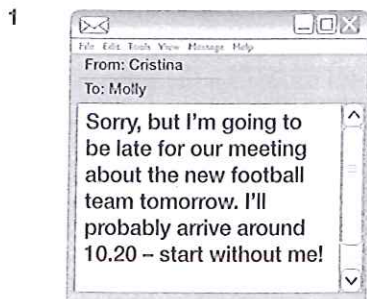 1
File Edit Tools View Message Help
From: Cristina
To: Molly
Sorry, but I'm going to
be late for our meeting
about the new football
team tomorrow. I'll
probably arrive around
10.20 – start without me!